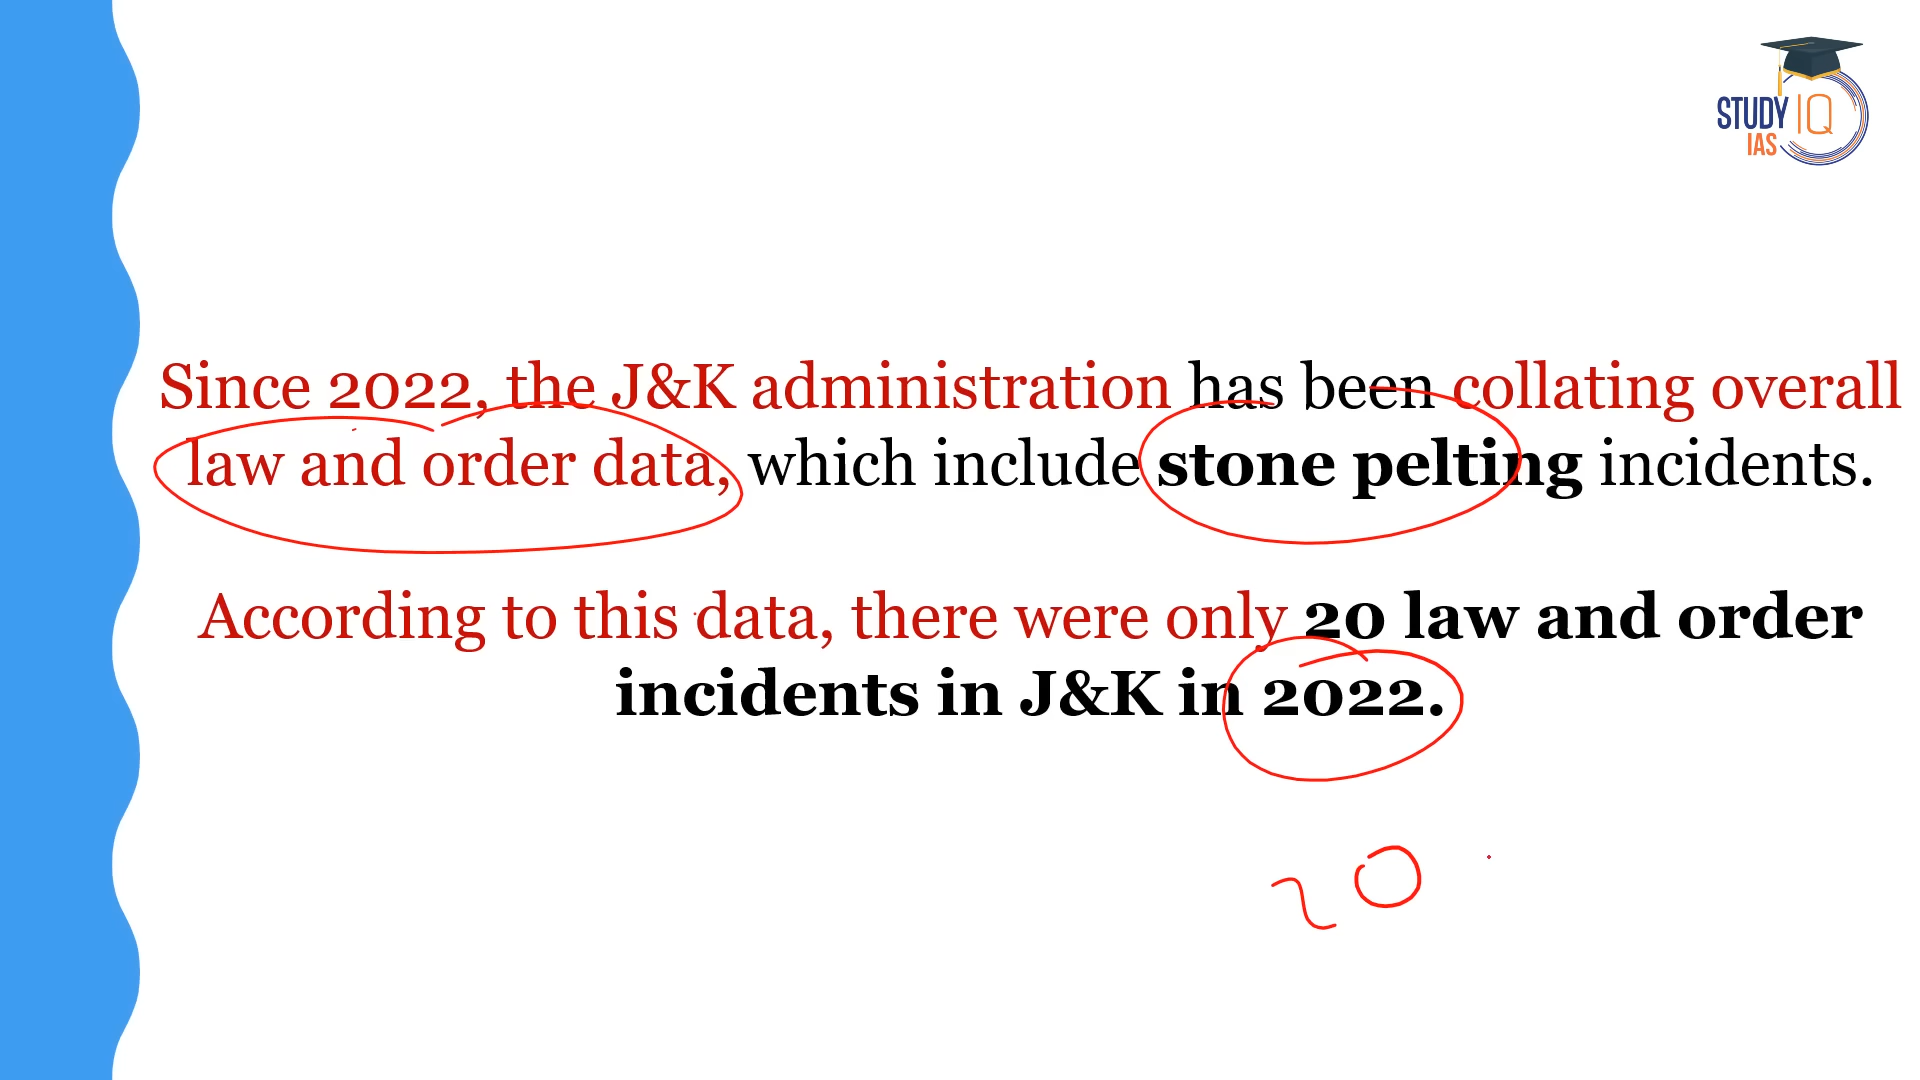 STUDY IQ
IAS
Since 2022, the J&K administration has been collating overall
law and order data, which include stone pelting incidents.
According to this data, there were only 20 law and order
incidents in J&K in 2022.
20